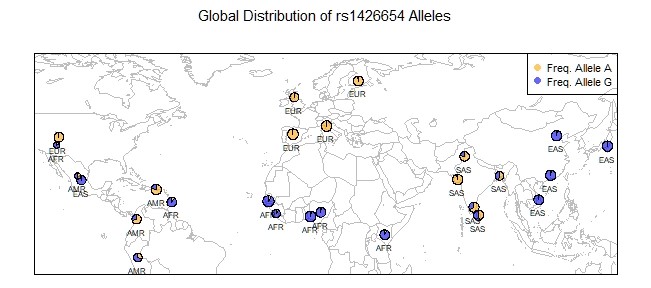 Global Distribution of rs1426654 Alleles
Freq. Allele A
Freq. Allele G
EUR
EUR
EUR
EUR
EUR
AFR
AMR
EAS
AMR
AFR
AMR
AMR
AFR
AFR
AFR
AFR
SAS
SAS
SAS
SAS
SAS
EAS
EAS
EAS
EAS